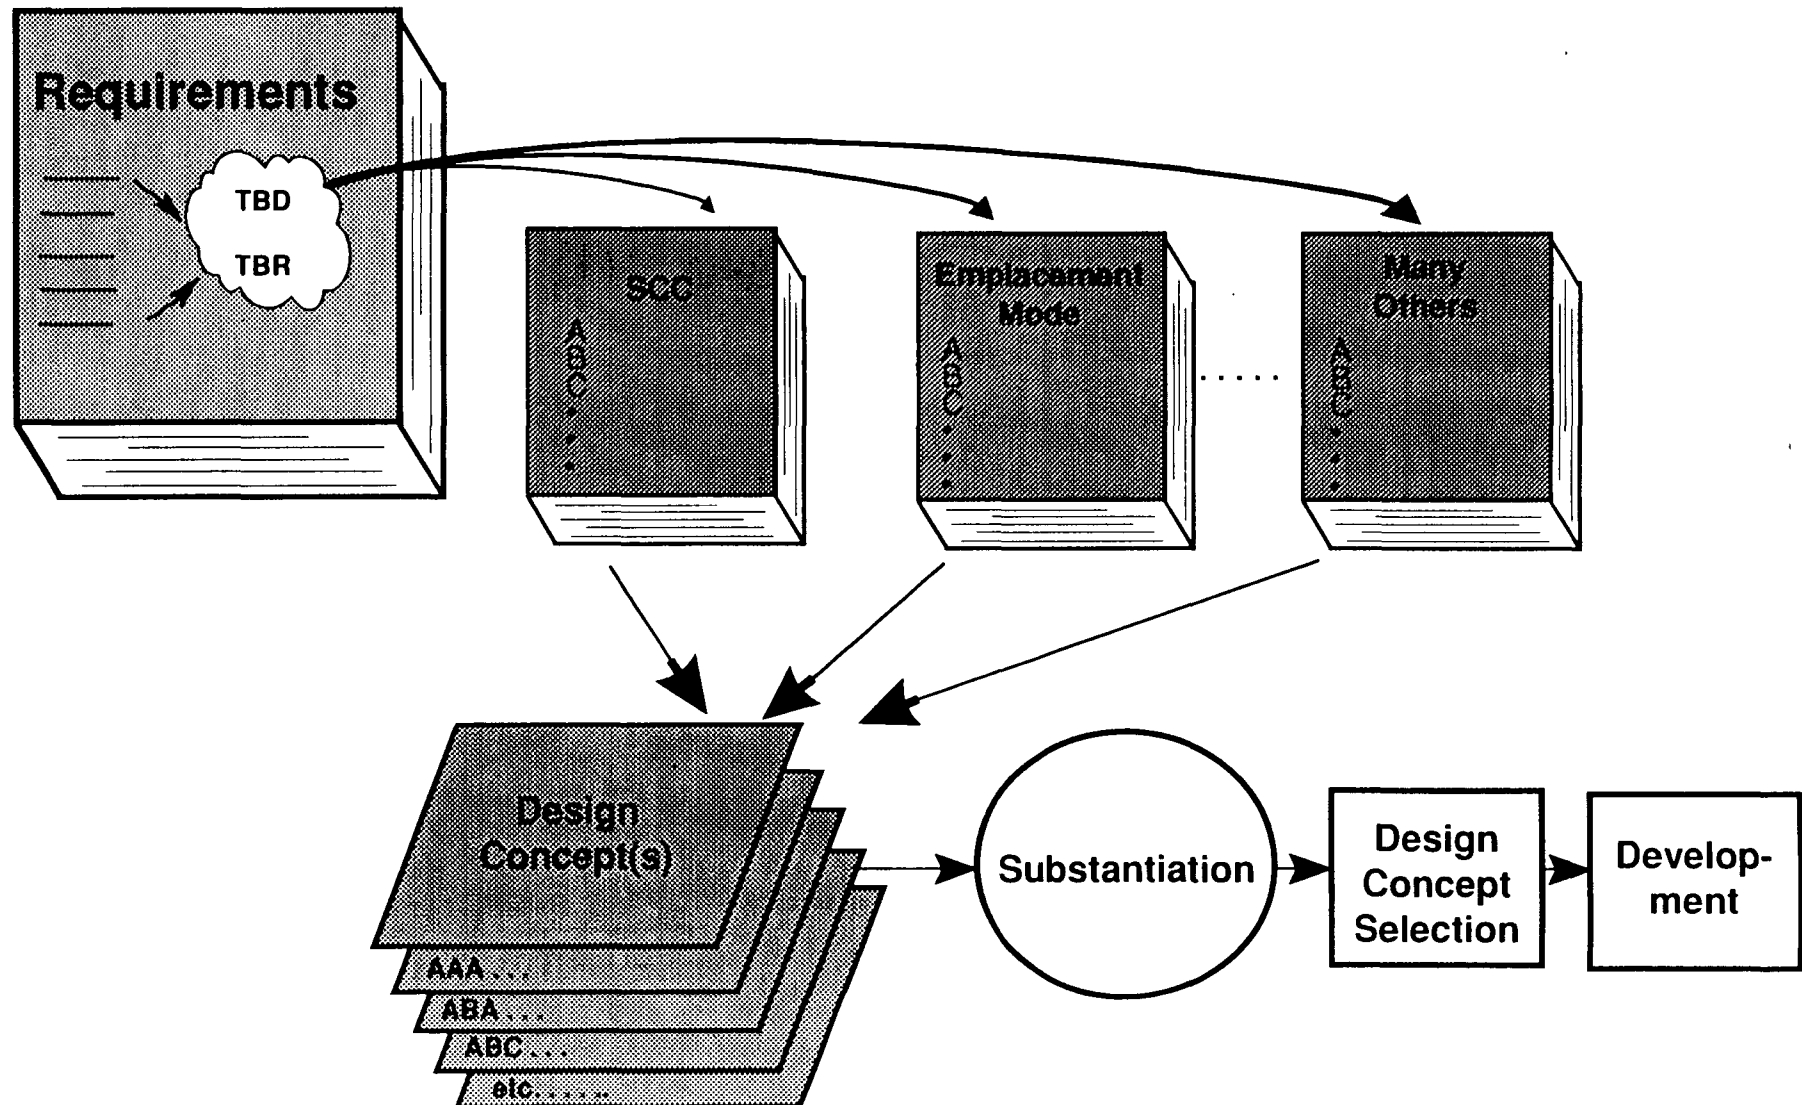 Requirements
TBD
TBR
SCC
A
B
C
Emplacement
Mode
A
B
C
.....
Many
Others
A
B
C
Design
Concept(s)
AAA...
ABA...
ABC...
etc......
Substantiation
Design
Concept
Selection
Develop-
ment